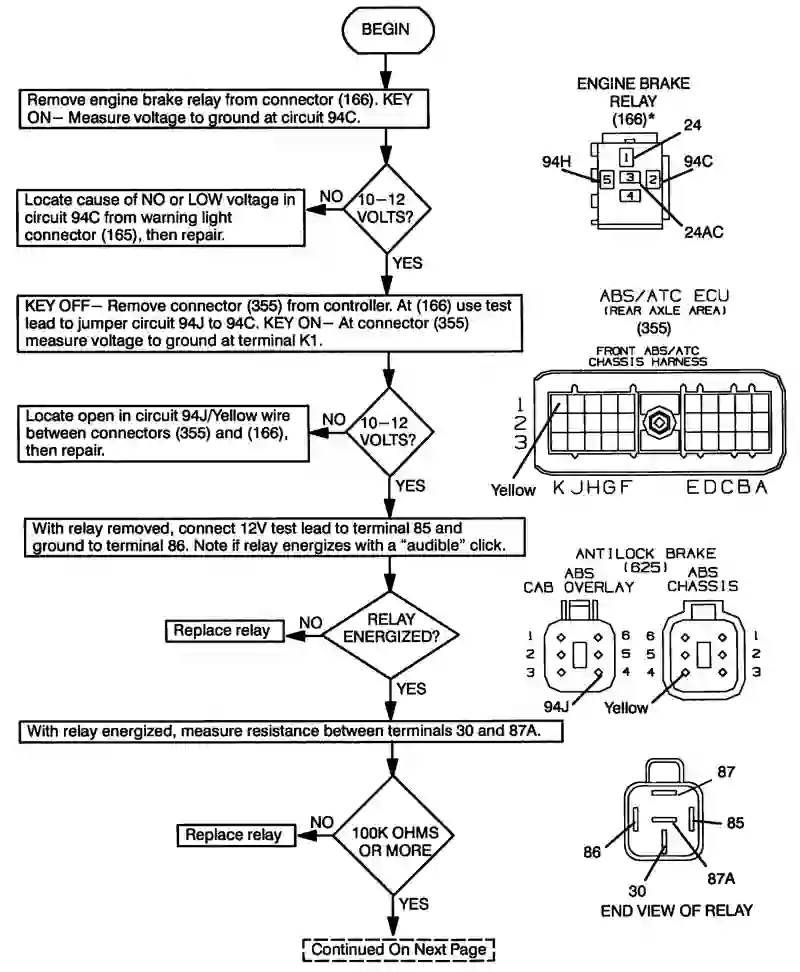 BEGIN
Remove engine brake relay from connector (166). KEY
ON— Measure voltage to ground at circuit 94C.
10–12
VOLTS?
NO
Locate cause of NO or LOW voltage in
circuit 94C from warning light
connector (165), then repair.
YES
KEY OFF— Remove connector (355) from controller. At (166) use test
lead to jumper circuit 94J to 94C. KEY ON— At connector (355)
measure voltage to ground at terminal K1.
10–12
VOLTS?
NO
Locate open in circuit 94J/Yellow wire
between connectors (355) and (166),
then repair.
YES
With relay removed, connect 12V test lead to terminal 85 and
ground to terminal 86. Note if relay energizes with a “audible” click.
RELAY
ENERGIZED?
NO
Replace relay
YES
With relay energized, measure resistance between terminals 30 and 87A.
100K OHMS
OR MORE
NO
Replace relay
YES
Continued On Next Page
ENGINE BRAKE
RELAY
(166)*
24
94H
94C
1
5
3
2
4
24AC
ABS/ATC ECU
(REAR AXLE AREA)
(355)
FRONT ABS/ATC
CHASSIS HARNESS
1
2
3
Yellow
K J H G F
E D C B A
ANTILOCK BRAKE
(625)
ABS
CAB OVERLAY
ABS
CHASSIS
1 6 6 1
2 5 5 2
3 4 4 3
94J
Yellow
87
86
85
30
87A
END VIEW OF RELAY